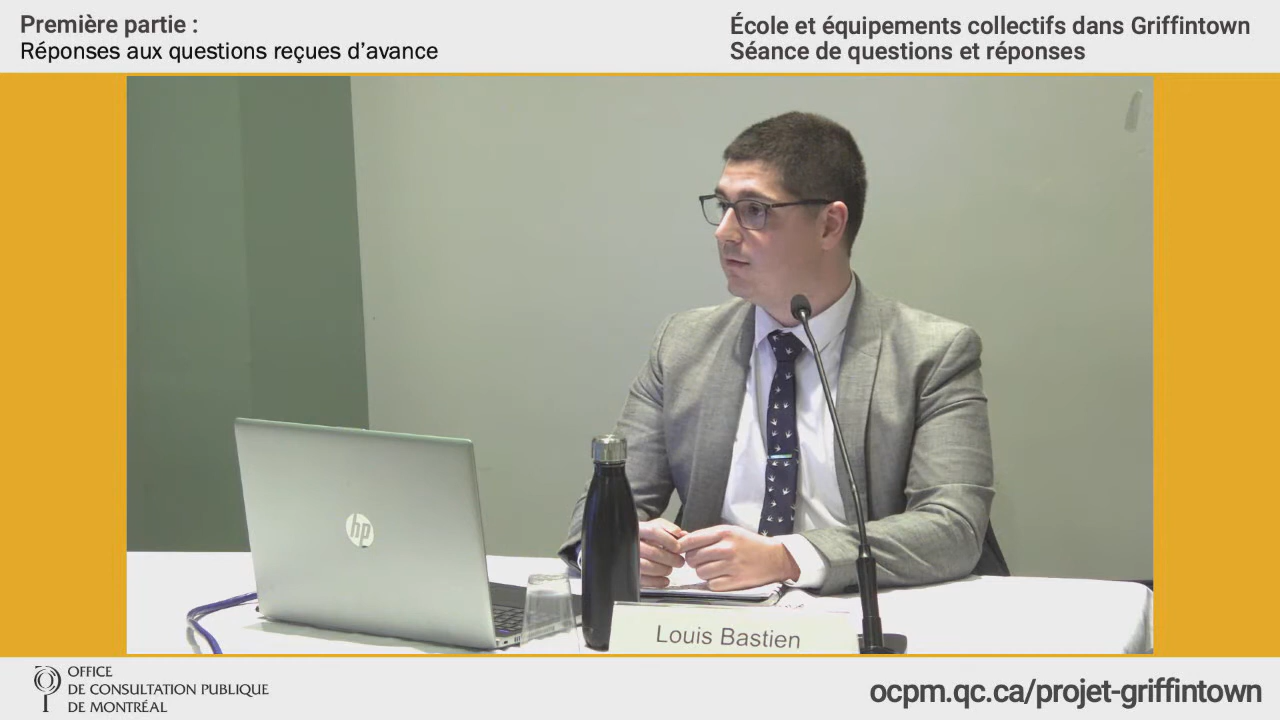 Première partie :
Réponses aux questions reçues d’avance
École et équipements collectifs dans Griffintown
Séance de questions et réponses
hp
Louis Bastien
OFFICE
DE CONSULTATION PUBLIQUE
DE MONTRÉAL
ocpm.qc.ca/projet-griffintown